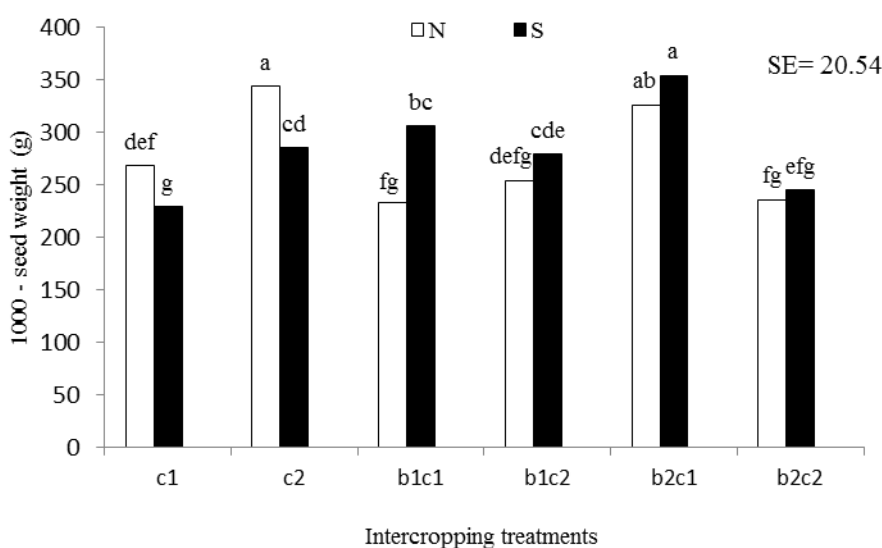 N S
SE= 20.54
1000 - seed weight (g)
400
350
300
250
200
150
100
50
0
def g a cd fg bc defg cde ab a fg efg
c1 c2 b1c1 b1c2 b2c1 b2c2
Intercropping treatments